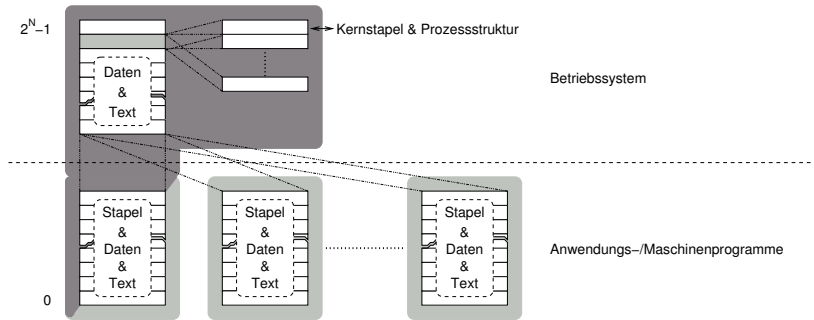 2^N−1
Kernstapel & Prozessstruktur
Daten
&
Text
Betriebssystem
Stapel
&
Daten
&
Text
Stapel
&
Daten
&
Text
Stapel
&
Daten
&
Text
Anwendungs−/Maschinenprogramme
0